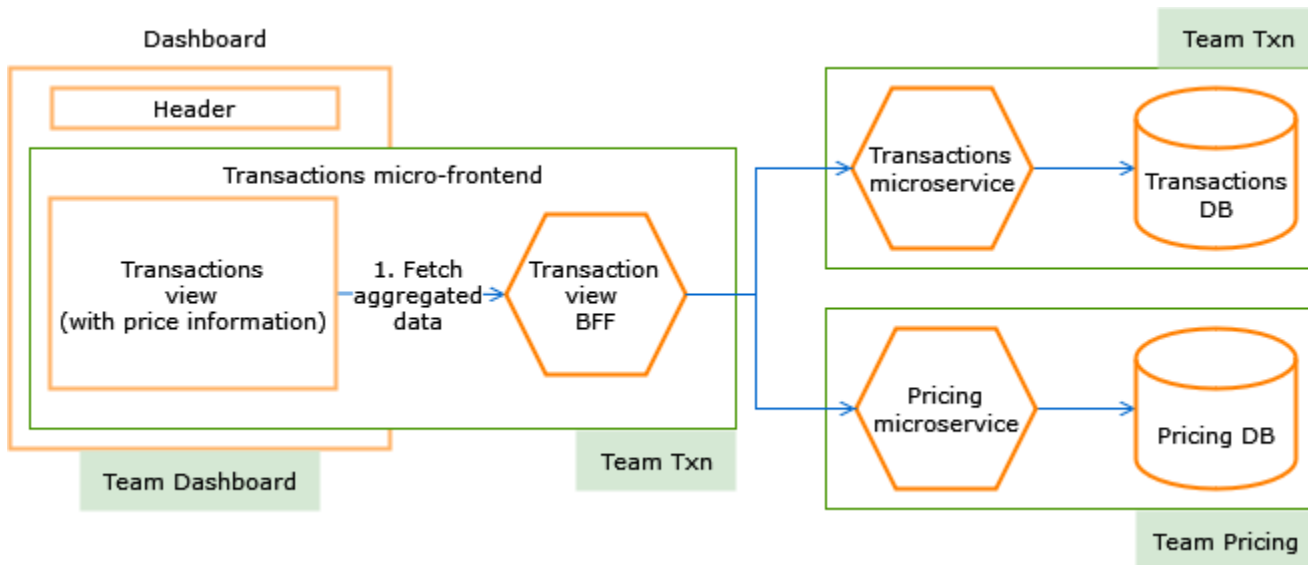 Dashboard
Team Txn
Header
Transactions micro-frontend
Transactions
view
(with price information)
1. Fetch
aggregated
data
Transaction
view
BFF
Transactions
microservice
Transactions
DB
Pricing
microservice
Pricing DB
Team Dashboard
Team Txn
Team Pricing